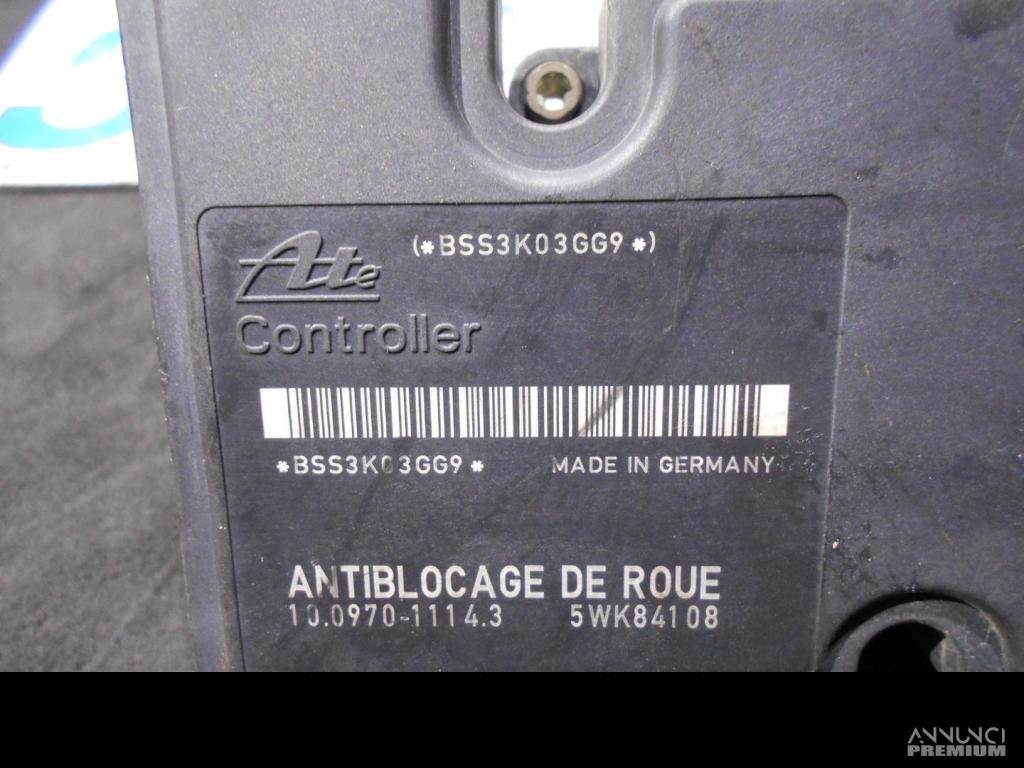 (*BSS3K03GG9*)
Ate
Controller
*BSS3K03GG9* MADE IN GERMANY
ANTIBLOCAGE DE ROUE
10.0970-1114.3 5WK84108
ANNUNCI
PREMIUM